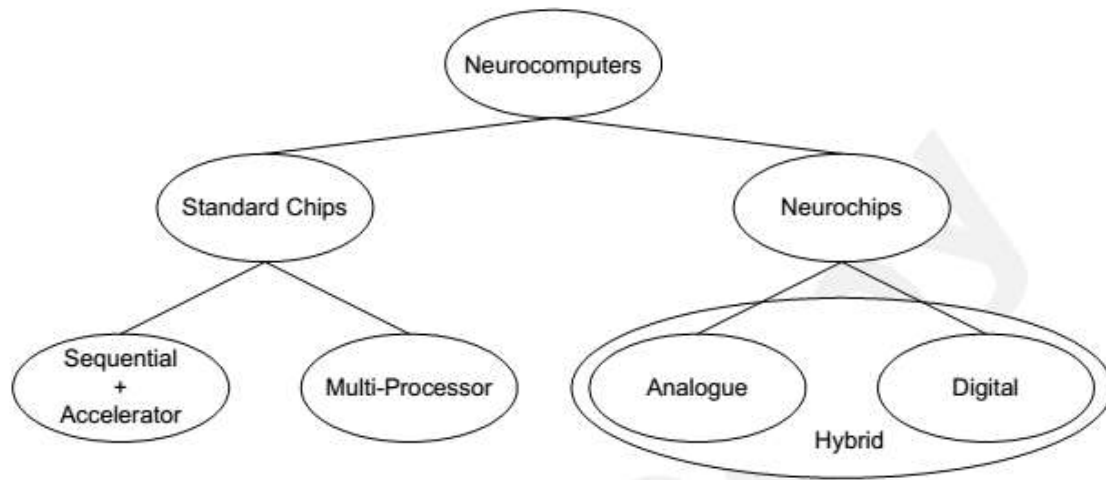 Neurocomputers
Standard Chips
Neurochips
Sequential
+
Accelerator
Multi-Processor
Analogue
Digital
Hybrid